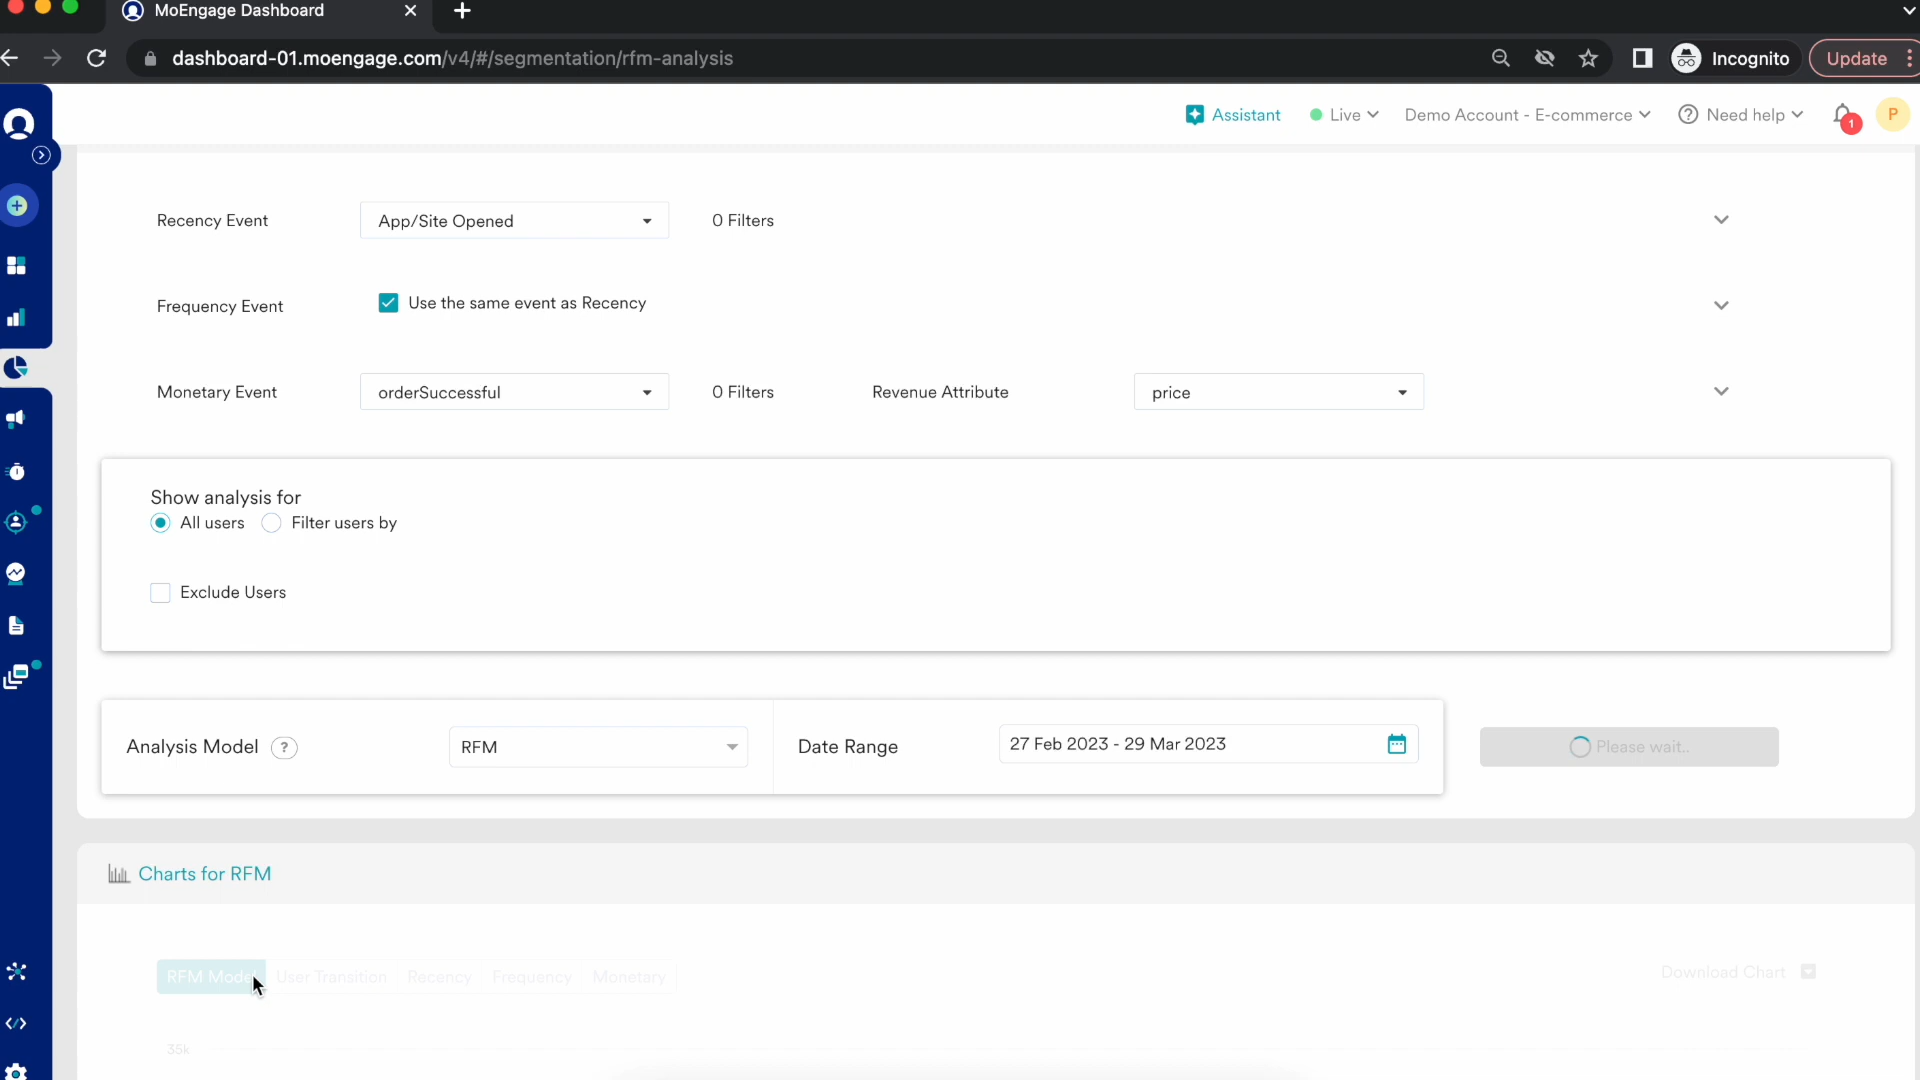 MoEngage Dashboard
dashboard-01.moengage.com/v4/#/segmentation/rfm-analysis
Incognito
Update
Assistant
Live
Demo Account - E-commerce
Need help
1
P
Recency Event
App/Site Opened
0 Filters
Frequency Event
Use the same event as Recency
Monetary Event
orderSuccessful
0 Filters
Revenue Attribute
price
Show analysis for
All users
Filter users by
Exclude Users
Analysis Model ?
RFM
Date Range
27 Feb 2023 - 29 Mar 2023
Please wait..
Charts for RFM
RFM Model
User Transition
Recency
Frequency
Monetary
Download Chart
35k